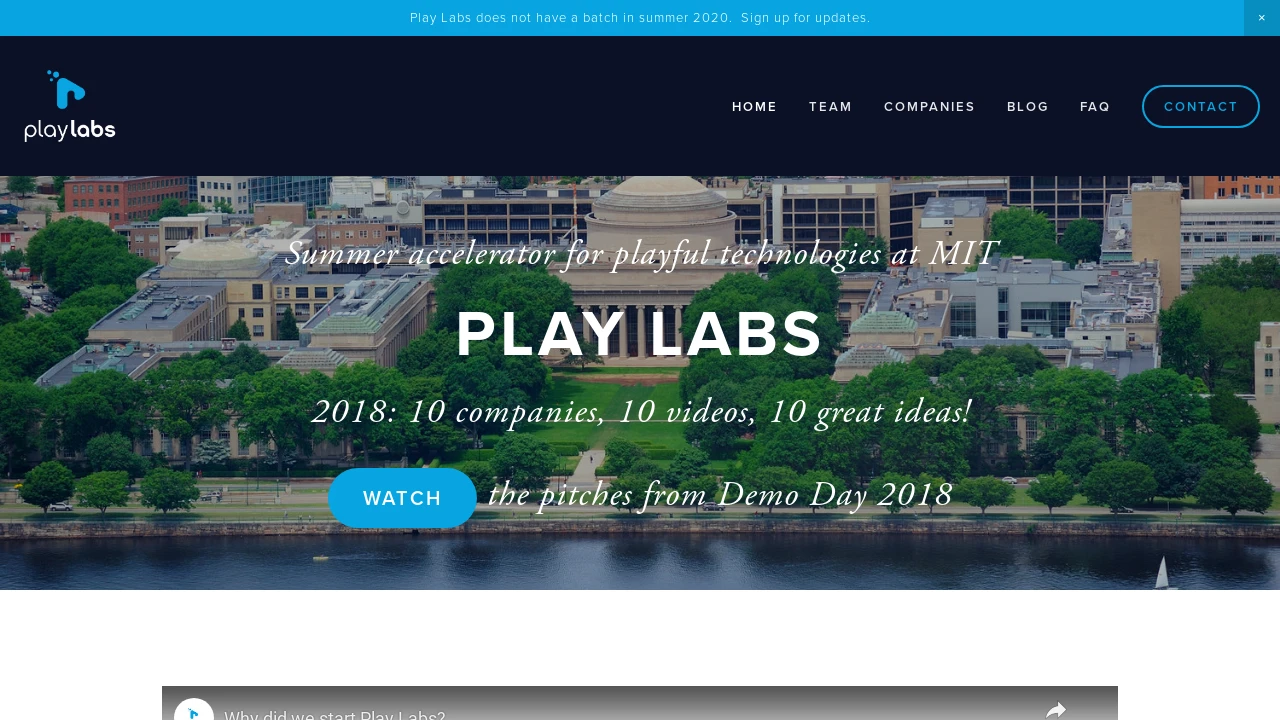 Play Labs does not have a batch in summer 2020.  Sign up for updates.
×
playlabs
HOME
TEAM
COMPANIES
BLOG
FAQ
CONTACT
Summer accelerator for playful technologies at MIT
PLAY LABS
2018: 10 companies, 10 videos, 10 great ideas!
WATCH the pitches from Demo Day 2018
Why did we start Play Labs?